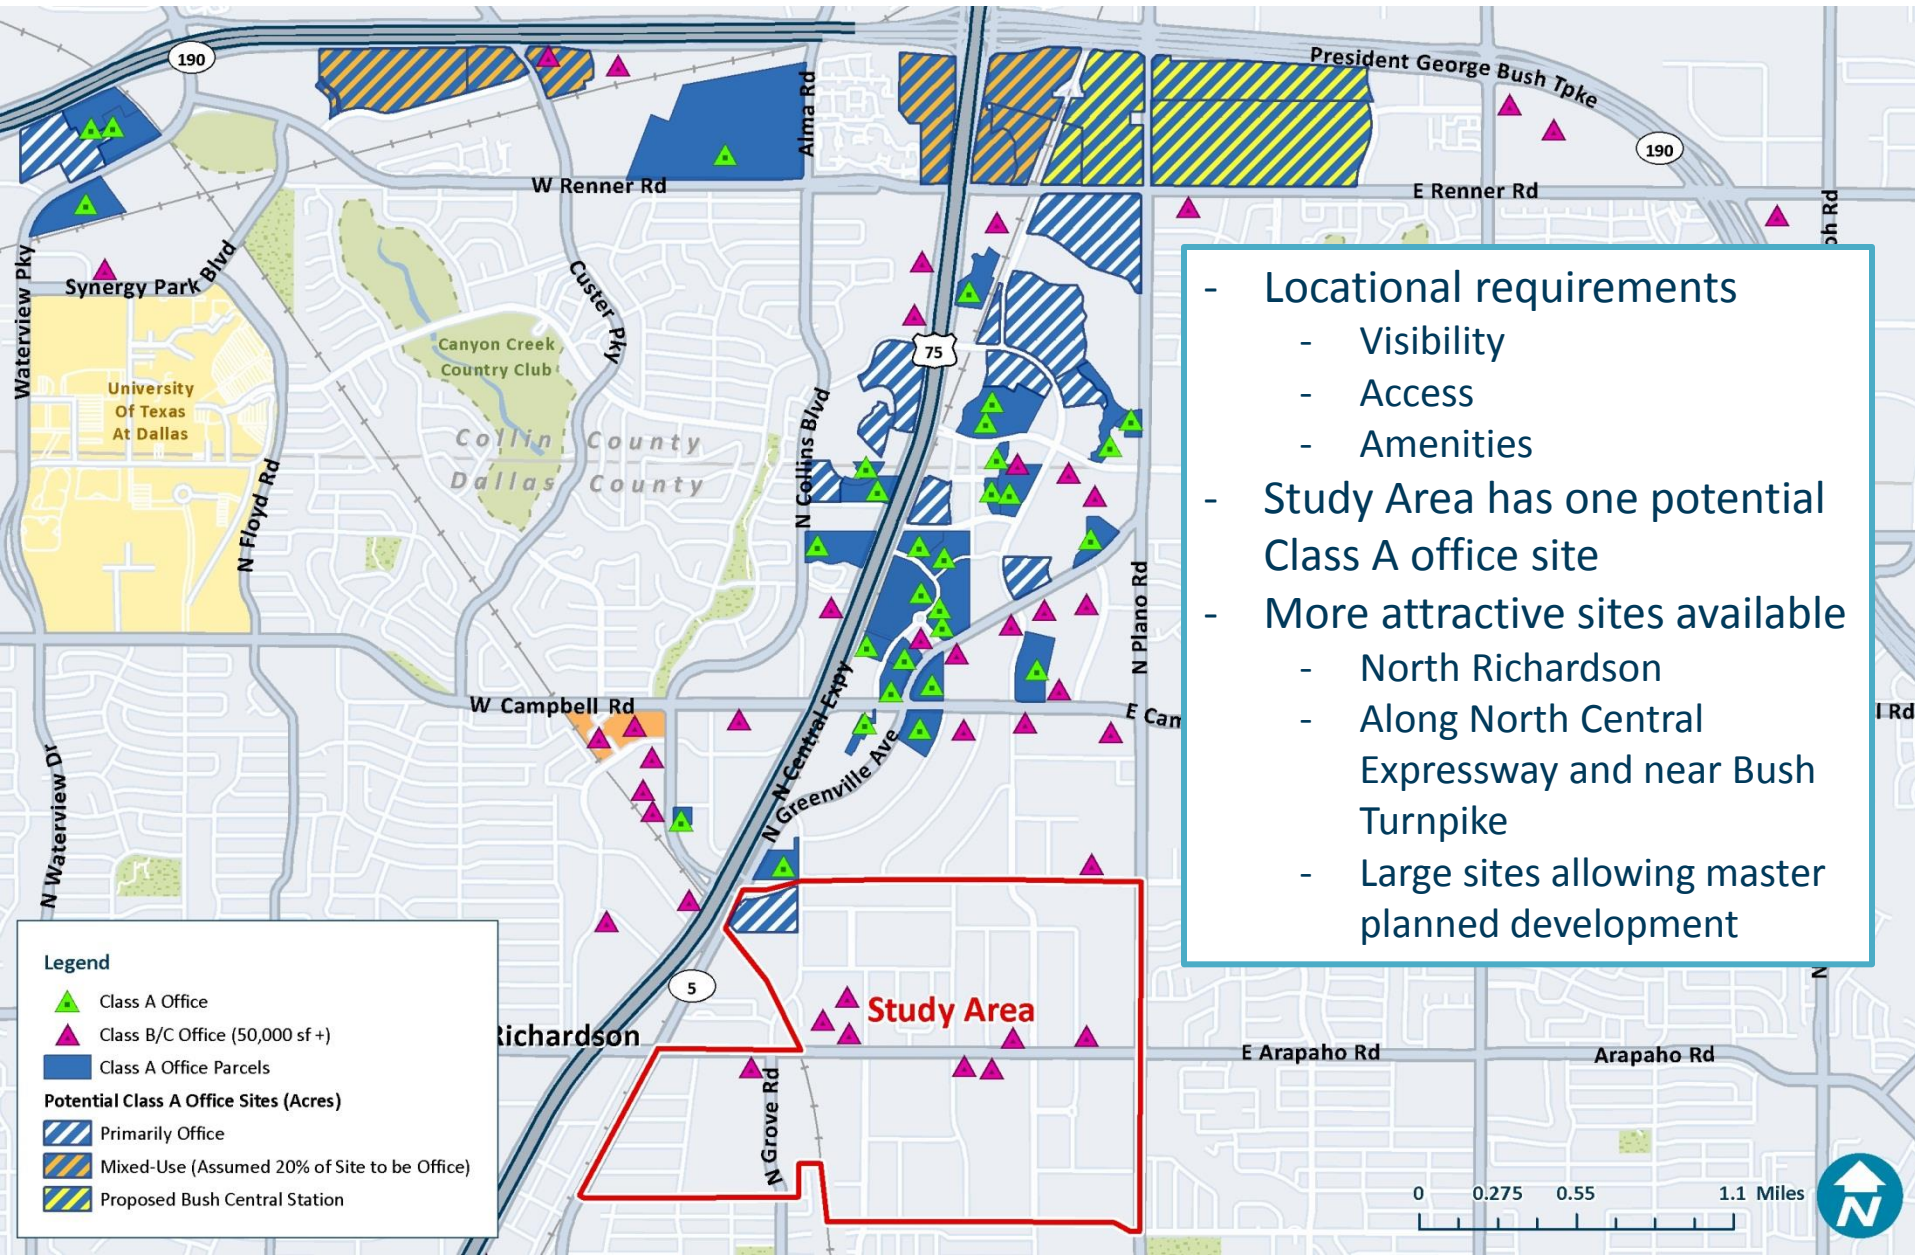 190
President George Bush Tpke
190
Alma Rd
W Renner Rd
E Renner Rd
Waterview Pky
Synergy Park Blvd
Custer Pky
Canyon Creek
Country Club
75
University
Of Texas
At Dallas
Collin County
Dallas County
N Floyd Rd
N Collins Blvd
N Plano Rd
W Campbell Rd
N Central Expy
N Greenville Ave
N Waterview Dr
5
Richardson
Study Area
E Arapaho Rd
Arapaho Rd
N Grove Rd
- Locational requirements
- Visibility
- Access
- Amenities
- Study Area has one potential
Class A office site
- More attractive sites available
- North Richardson
- Along North Central
Expressway and near Bush
Turnpike
- Large sites allowing master
planned development
Legend
Class A Office
Class B/C Office (50,000 sf +)
Class A Office Parcels
Potential Class A Office Sites (Acres)
Primarily Office
Mixed-Use (Assumed 20% of Site to be Office)
Proposed Bush Central Station
0 0.275 0.55 1.1 Miles
N